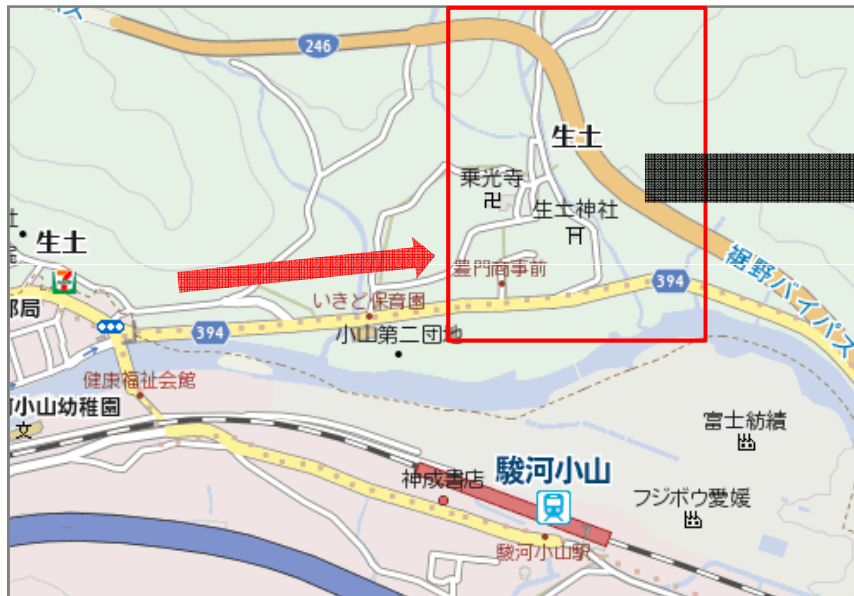 パス
246
生土
乗光寺
生土神社
生土
豊門商事前
394
裾野バイパス
いきど保育園
部局
394
小山第二団地
健康福祉会館
小山幼稚園
富士紡績
神成書店
駿河小山
フジボウ愛媛
駿河小山駅